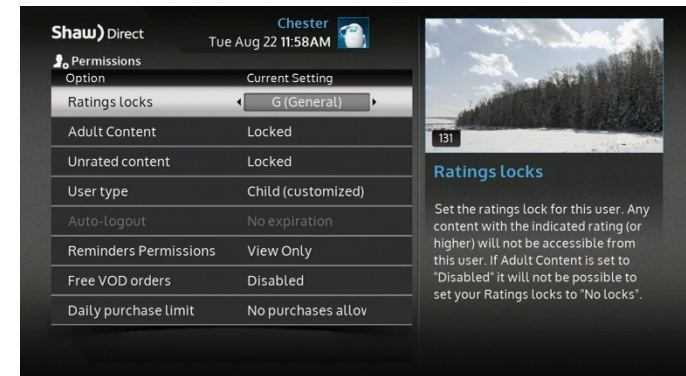 Shaw) Direct
Chester
Tue Aug 22 11:58AM
Permissions
Option Current Setting
Ratings locks G (General)
Adult Content Locked
Unrated content Locked
User type Child (customized)
Auto-logout No expiration
Reminders Permissions View Only
Free VOD orders Disabled
Daily purchase limit No purchases allov
131
Ratings locks
Set the ratings lock for this user. Any
content with the indicated rating (or
higher) will not be accessible from
this user. If Adult Content is set to
"Disabled" it will not be possible to
set your Ratings locks to "No locks".